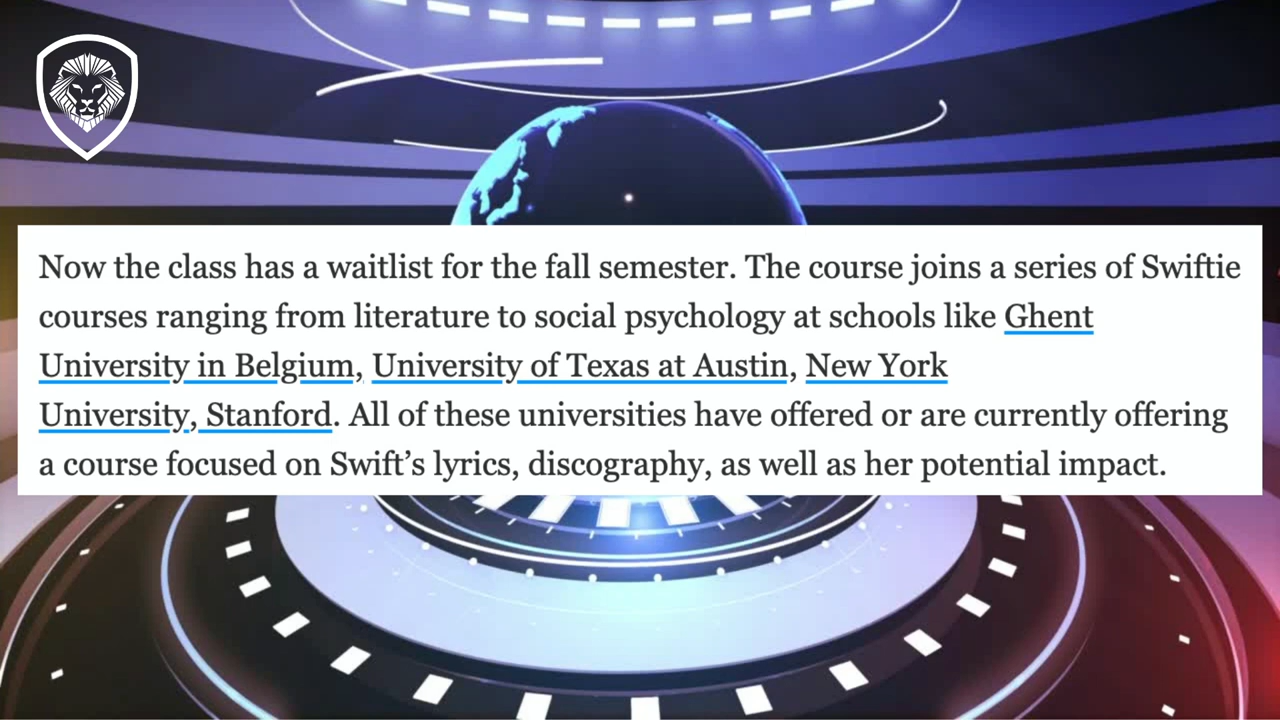 Now the class has a waitlist for the fall semester. The course joins a series of Swiftie
courses ranging from literature to social psychology at schools like Ghent
University in Belgium, University of Texas at Austin, New York
University, Stanford. All of these universities have offered or are currently offering
a course focused on Swift’s lyrics, discography, as well as her potential impact.